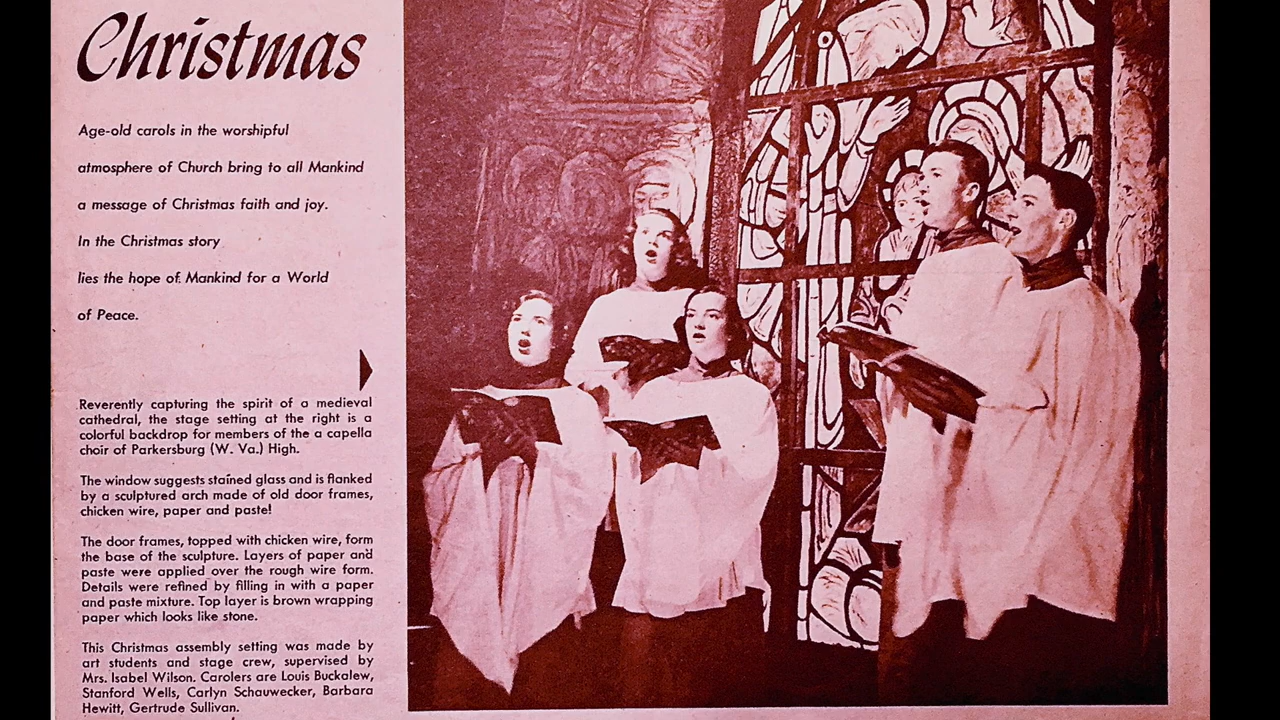 Christmas
Age-old carols in the worshipful
atmosphere of Church bring to all Mankind
a message of Christmas faith and joy.
In the Christmas story
lies the hope of Mankind for a World
of Peace.
Reverently capturing the spirit of a medieval
cathedral, the stage setting at the right is a
colorful backdrop for members of the a capella
choir of Parkersburg (W. Va.) High.
The window suggests stained glass and is flanked
by a sculptured arch made of old door frames,
chicken wire, paper and paste!
The door frames, topped with chicken wire, form
the base of the sculpture. Layers of paper and
paste were applied over the rough wire form.
Details were refined by filling in with a paper
and paste mixture. Top layer is brown wrapping
paper which looks like stone.
This Christmas assembly setting was made by
art students and stage crew, supervised by
Mrs. Isabel Wilson. Carolers are Louis Buckalew,
Stanford Wells, Carlyn Schauwecker, Barbara
Hewitt, Gertrude Sullivan.